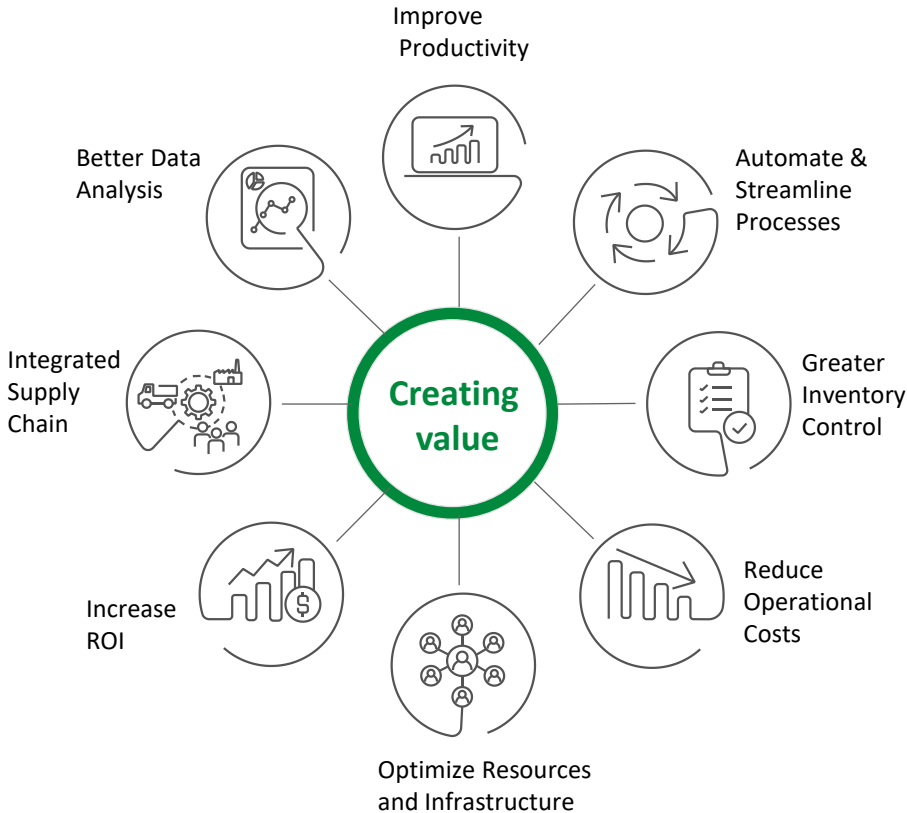 Improve
Productivity
Better Data
Analysis
Automate &
Streamline
Processes
Integrated
Supply
Chain
Creating
value
Greater
Inventory
Control
Increase
ROI
$
Reduce
Operational
Costs
Optimize Resources
and Infrastructure